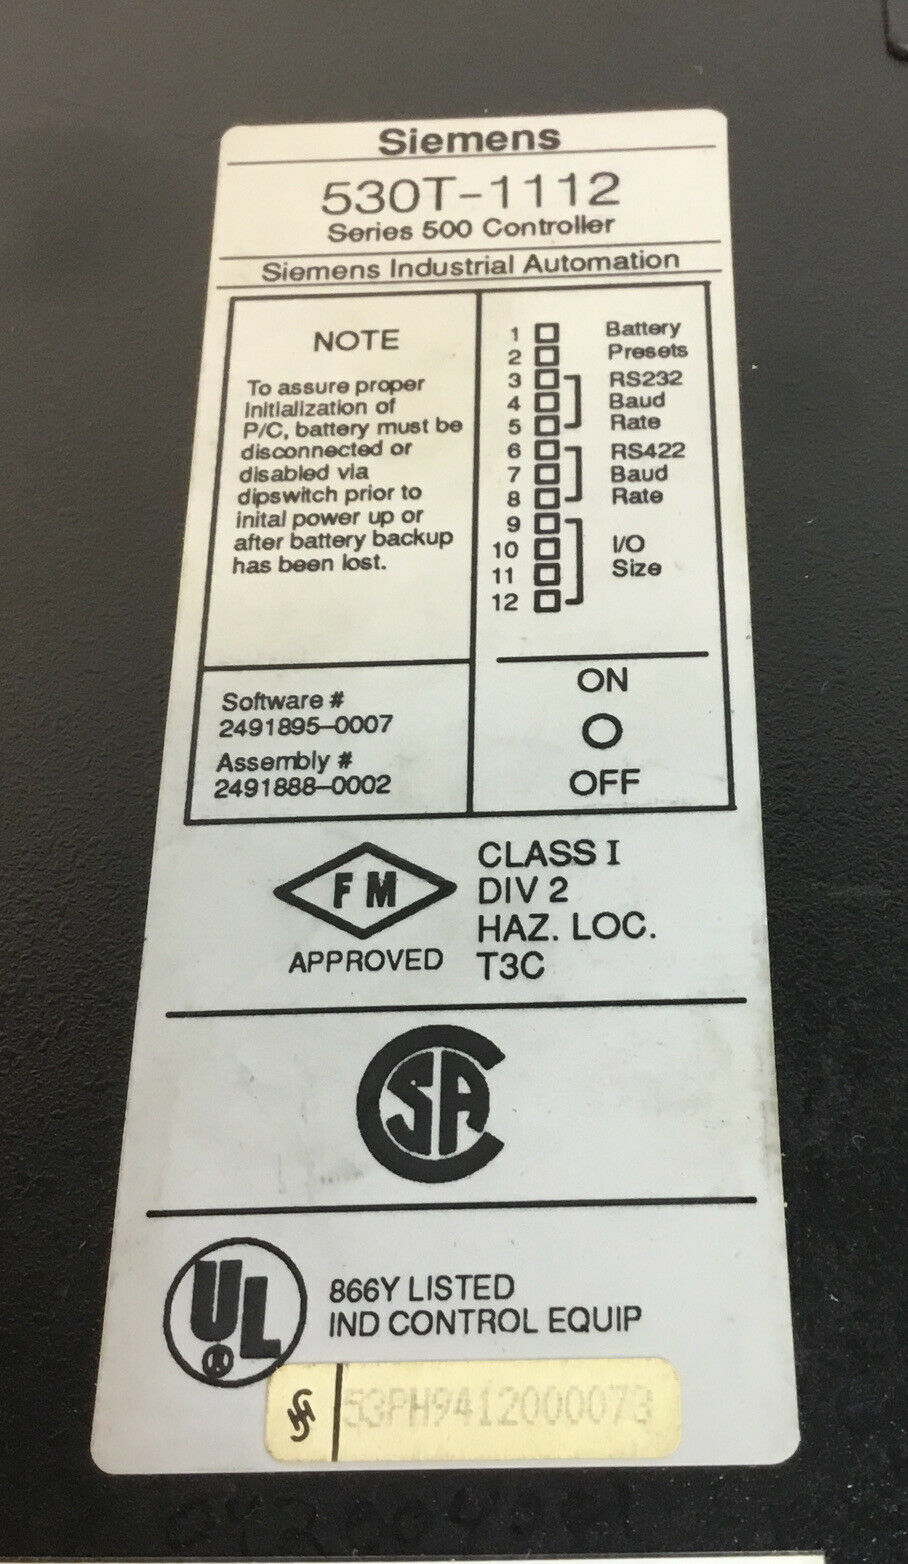 Siemens
530T-1112
Series 500 Controller
Siemens Industrial Automation
NOTE
To assure proper
initialization of
P/C, battery must be
disconnected or
disabled via
dipswitch prior to
inital power up or
after battery backup
has been lost.
1 Battery
2 Presets
3 RS232
4 Baud
5 Rate
6 RS422
7 Baud
8 Rate
9
10 I/O
11 Size
12
Software #
2491895-0007
Assembly #
2491888-0002
ON
OFF
FM
APPROVED
CLASS I
DIV 2
HAZ. LOC.
T3C
CSA
UL
®
866Y LISTED
IND CONTROL EQUIP
53PH9412000073